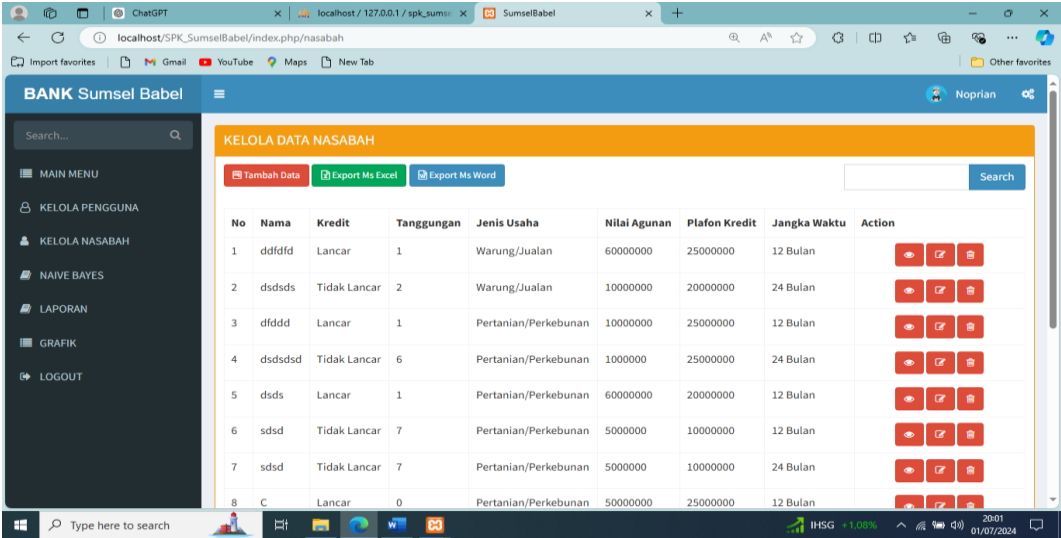 ChatGPT
localhost / 127.0.0.1 / spk_sumse
SumselBabel
localhost/SPK_SumselBabel/index.php/nasabah
Import favorites Gmail YouTube Maps New Tab Other favorites
BANK Sumsel Babel Noprian
Search...
MAIN MENU
KELOLA PENGGUNA
KELOLA NASABAH
NAIVE BAYES
LAPORAN
GRAFIK
LOGOUT
KELOLA DATA NASABAH
Tambah Data Export Ms Excel Export Ms Word Search
No Nama Kredit Tanggungan Jenis Usaha Nilai Agunan Plafon Kredit Jangka Waktu Action
1 ddfdfd Lancar 1 Warung/Jualan 60000000 25000000 12 Bulan
2 dsdsds Tidak Lancar 2 Warung/Jualan 10000000 20000000 24 Bulan
3 dfddd Lancar 1 Pertanian/Perkebunan 10000000 25000000 12 Bulan
4 dsdsdsd Tidak Lancar 6 Pertanian/Perkebunan 1000000 25000000 24 Bulan
5 dsds Lancar 1 Pertanian/Perkebunan 60000000 20000000 12 Bulan
6 sdsd Tidak Lancar 7 Pertanian/Perkebunan 5000000 10000000 12 Bulan
7 sdsd Tidak Lancar 7 Pertanian/Perkebunan 5000000 10000000 24 Bulan
8 C Lancar 0 Pertanian/Perkebunan 50000000 25000000 12 Bulan
Type here to search IHSG +1,08% 20:01
01/07/2024